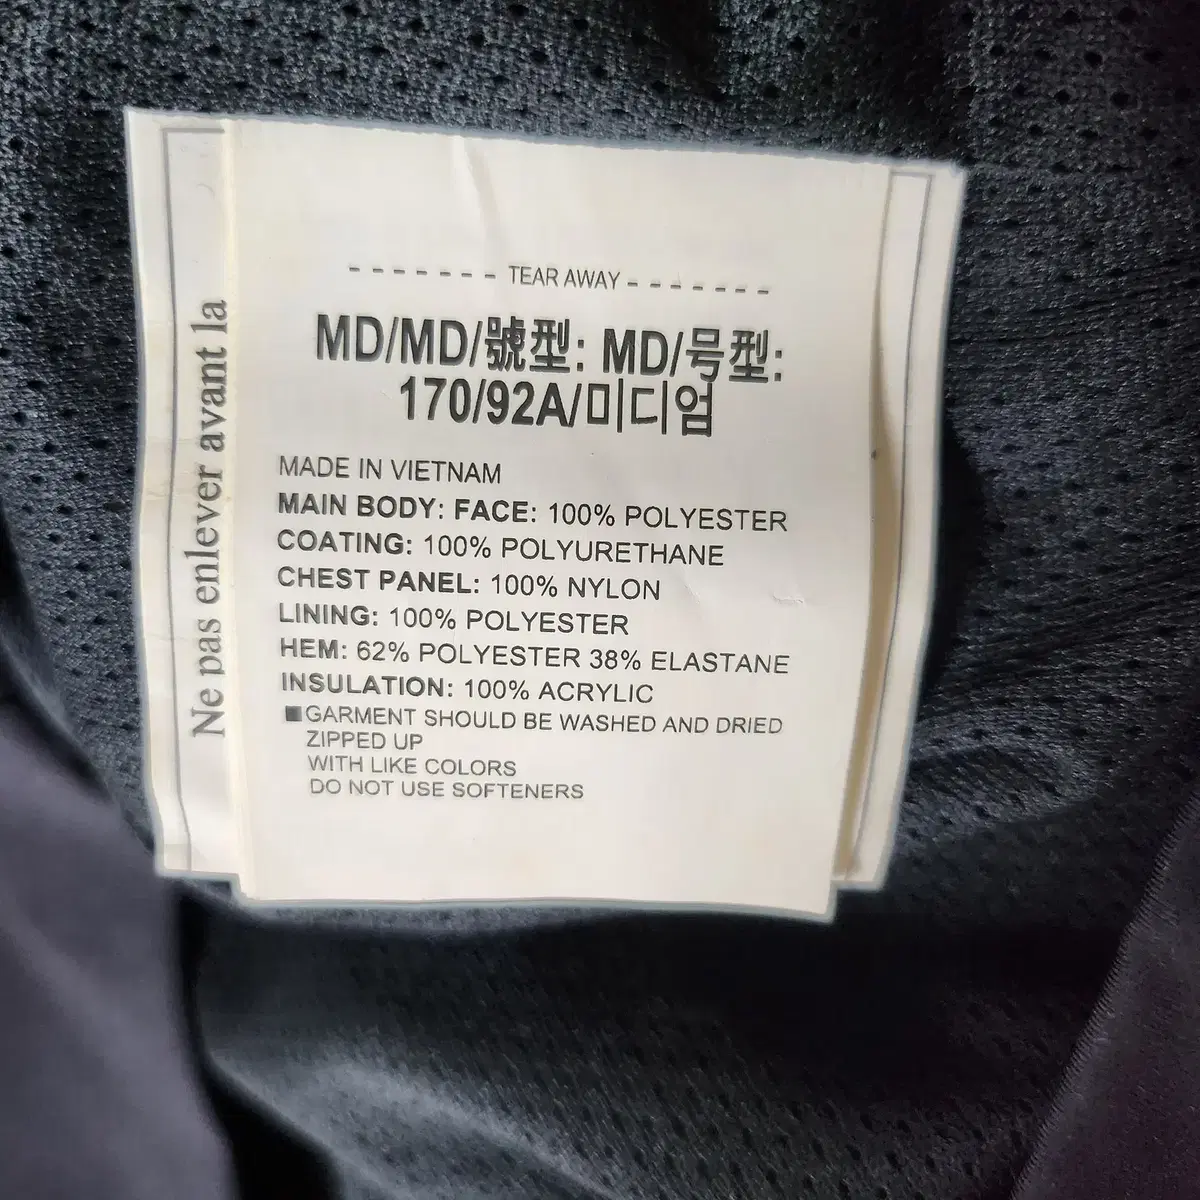 Ne pas enlever avant la
- - - - - - - TEAR AWAY - - - - - - -
MD/MD/號型: MD/号型:
170/92A/미디엄
MADE IN VIETNAM
MAIN BODY: FACE: 100% POLYESTER
COATING: 100% POLYURETHANE
CHEST PANEL: 100% NYLON
LINING: 100% POLYESTER
HEM: 62% POLYESTER 38% ELASTANE
INSULATION: 100% ACRYLIC
■GARMENT SHOULD BE WASHED AND DRIED
ZIPPED UP
WITH LIKE COLORS
DO NOT USE SOFTENERS